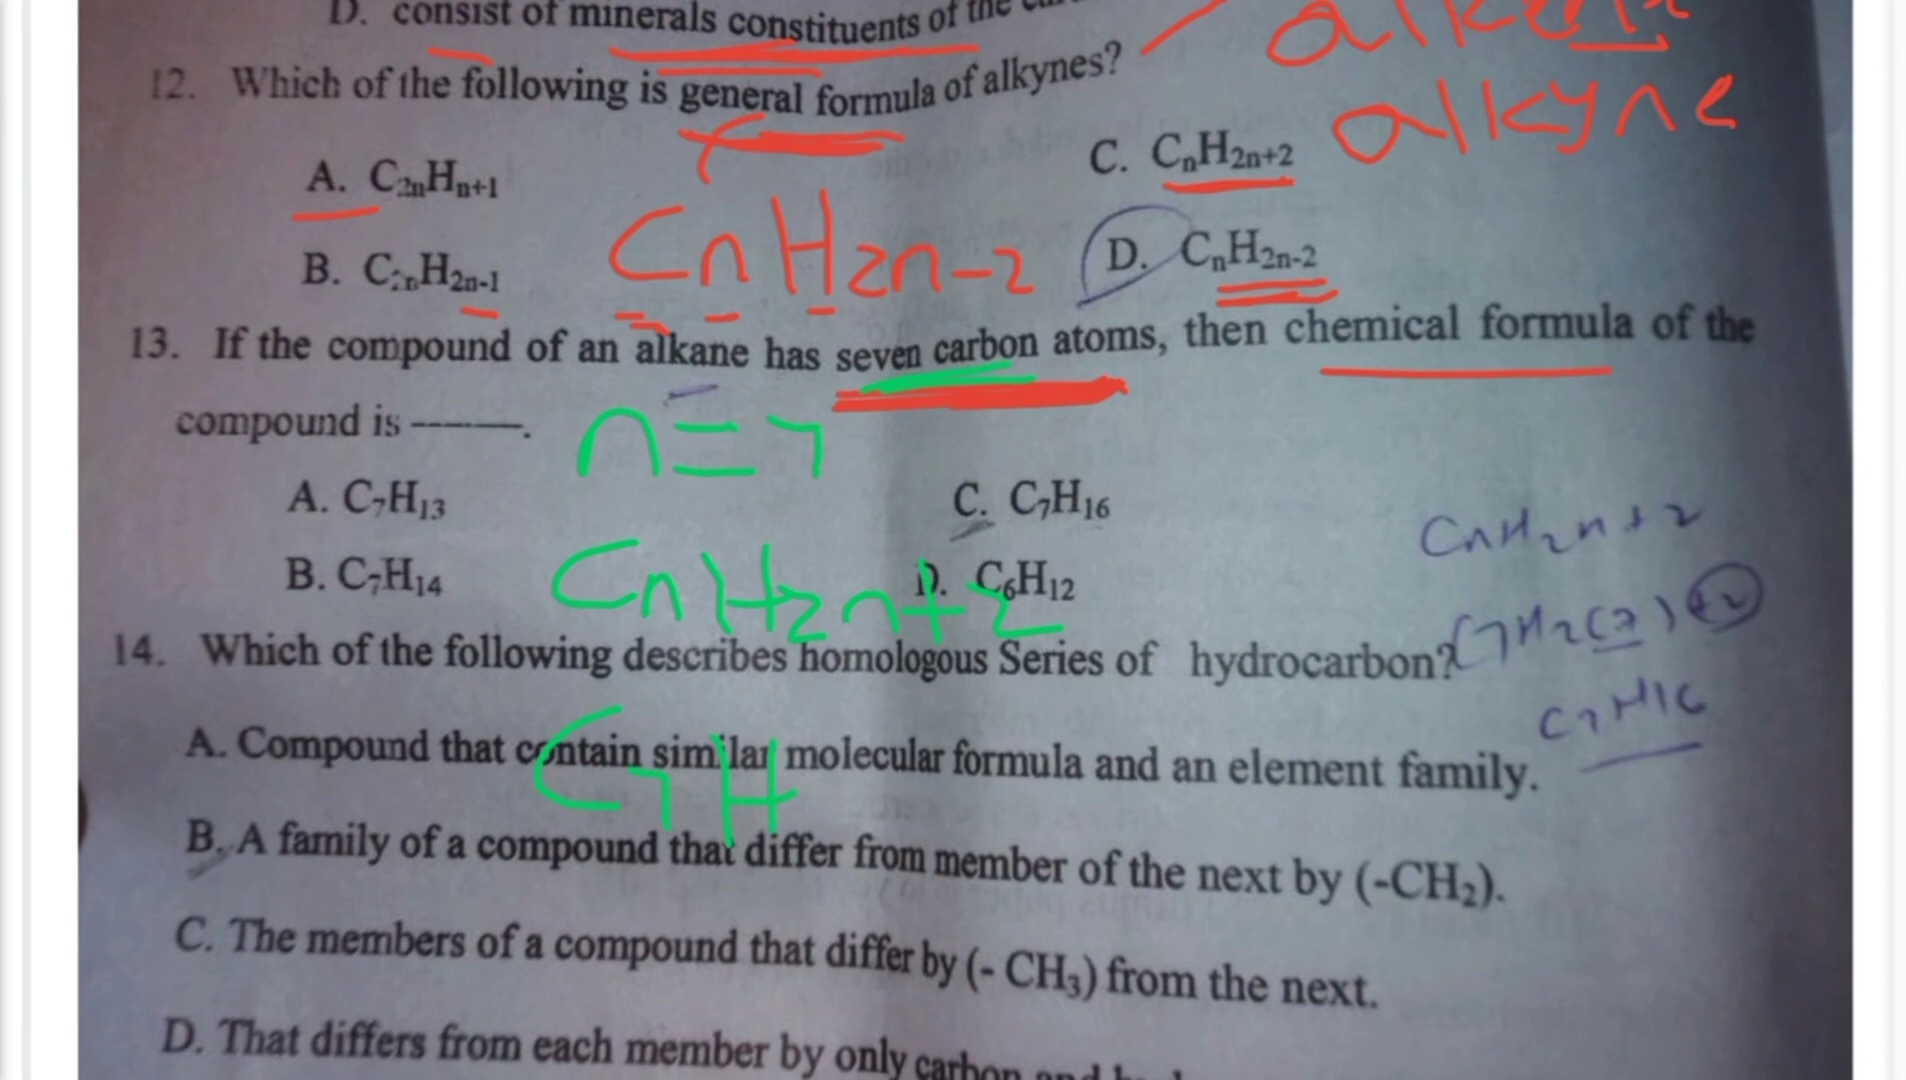 D. consist of minerals constituents of the
12. Which of the following is general formula of alkynes?
alkyne
A. C₂ₙHₙ₊₁
C. CₙH₂ₙ₊₂
B. C₂ₙH₂ₙ₋₁
CnH2n-2
D. CₙH₂ₙ₋₂
13. If the compound of an alkane has seven carbon atoms, then chemical formula of the
compound is ------.
n=7
A. C₇H₁₃
C. C₇H₁₆
CnH2n+2
B. C₇H₁₄
CnH2n+2
D. C₆H₁₂
C7H2(7)+2
14. Which of the following describes homologous Series of hydrocarbon?
C7H16
A. Compound that contain similar molecular formula and an element family.
C7H
B. A family of a compound that differ from member of the next by (-CH₂).
C. The members of a compound that differ by (- CH₃) from the next.
D. That differs from each member by only carbon and